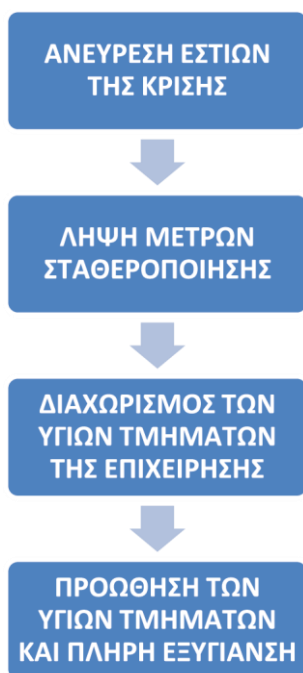 ΑΝΕΥΡΕΣΗ ΕΣΤΙΩΝ
ΤΗΣ ΚΡΙΣΗΣ
ΛΗΨΗ ΜΕΤΡΩΝ
ΣΤΑΘΕΡΟΠΟΙΗΣΗΣ
ΔΙΑΧΩΡΙΣΜΟΣ ΤΩΝ
ΥΓΙΩΝ ΤΜΗΜΑΤΩΝ
ΤΗΣ ΕΠΙΧΕΙΡΗΣΗΣ
ΠΡΟΩΘΗΣΗ ΤΩΝ
ΥΓΙΩΝ ΤΜΗΜΑΤΩΝ
ΚΑΙ ΠΛΗΡΗ ΕΞΥΓΙΑΝΣΗ